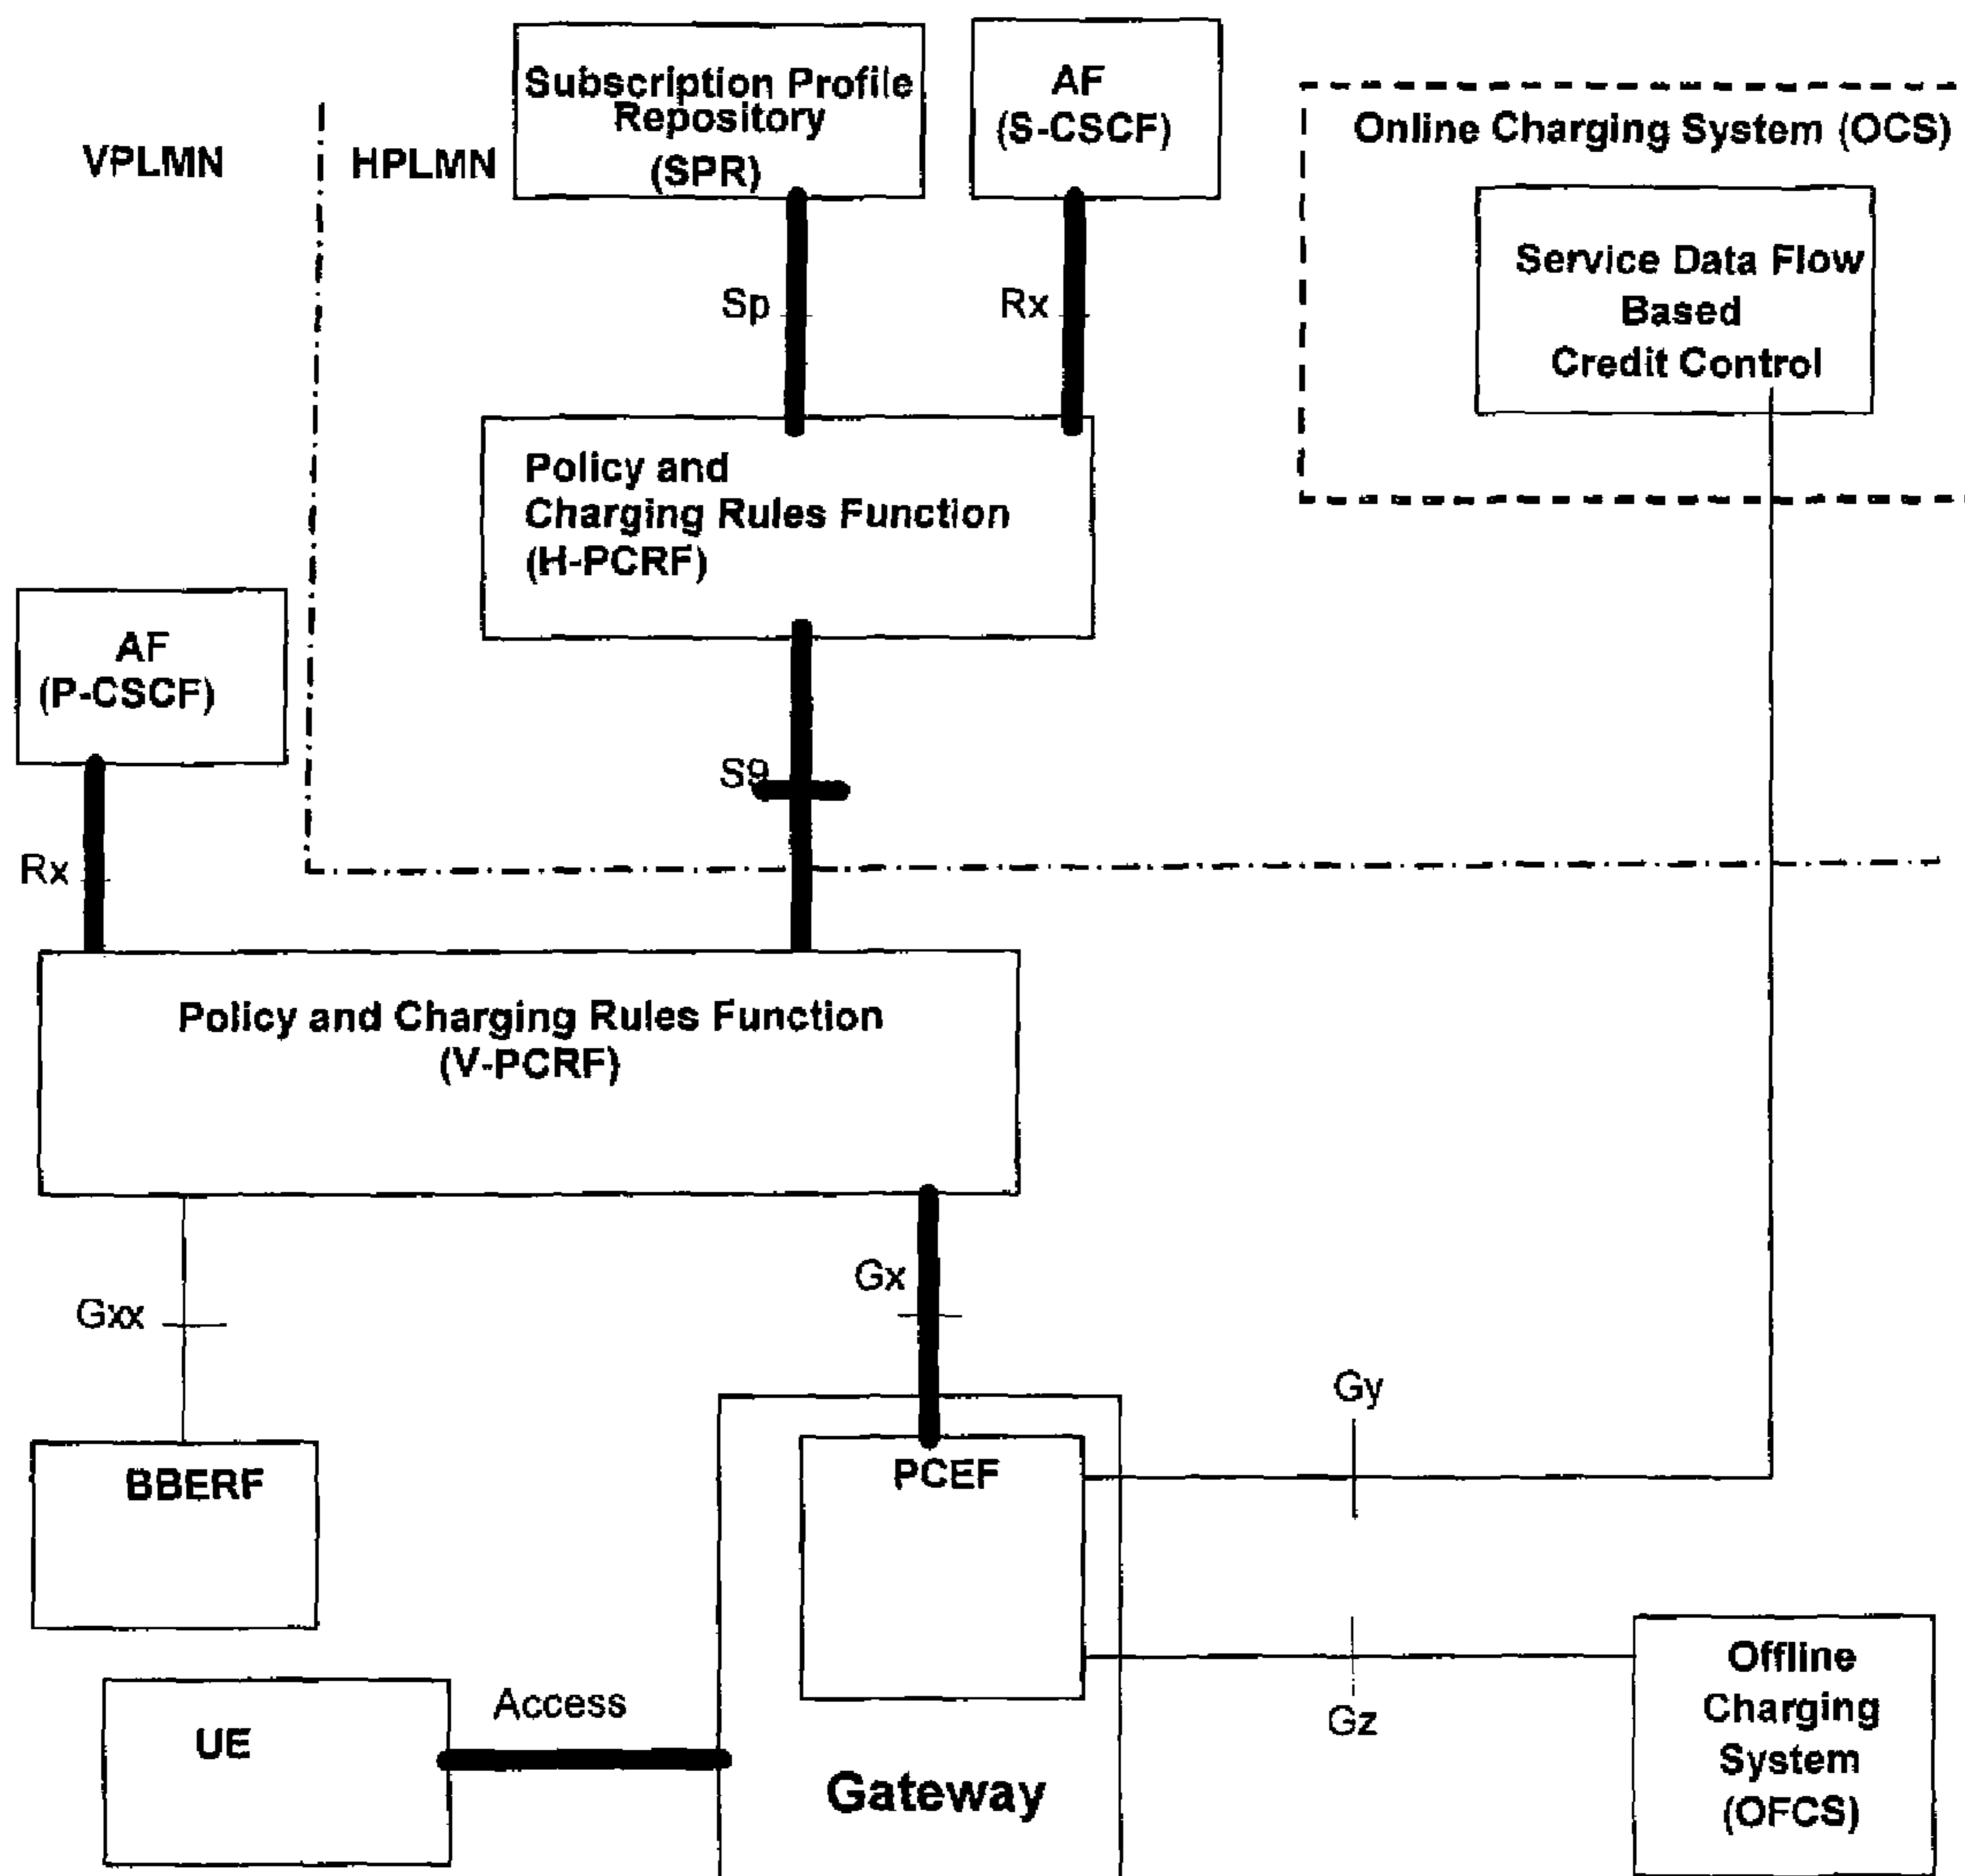 Subscription Profile
Repository
(SPR)
AF
(S-CSCF)
Online Charging System (OCS)
VPLMN
HPLMN
Service Data Flow
Based
Credit Control
Sp
Rx
Policy and
Charging Rules Function
(H-PCRF)
AF
(P-CSCF)
S9
Rx
Policy and Charging Rules Function
(V-PCRF)
Gx
Gxx
Gy
BBERF
PCEF
Access
UE
Gz
Gateway
Offline
Charging
System
(OFCS)